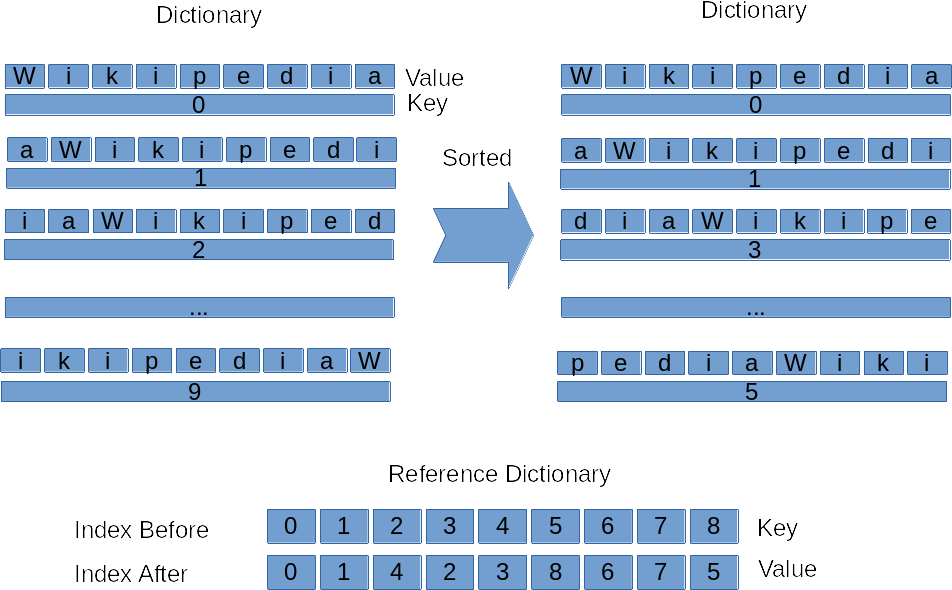 Dictionary
W i k i p e d i a Value
0 Key
a W i k i p e d i
1
i a W i k i p e d
2
...
i k i p e d i a W
9
Sorted
Dictionary
W i k i p e d i a
0
a W i k i p e d i
1
d i a W i k i p e
3
...
p e d i a W i k i
5
Reference Dictionary
Index Before 0 1 2 3 4 5 6 7 8 Key
Index After 0 1 4 2 3 8 6 7 5 Value